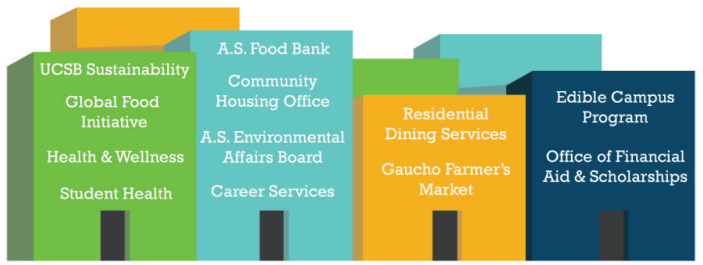 UCSB Sustainability
Global Food
Initiative
Health & Wellness
Student Health
A.S. Food Bank
Community
Housing Office
A.S. Environmental
Affairs Board
Career Services
Residential
Dining Services
Gaucho Farmer's
Market
Edible Campus
Program
Office of Financial
Aid & Scholarships